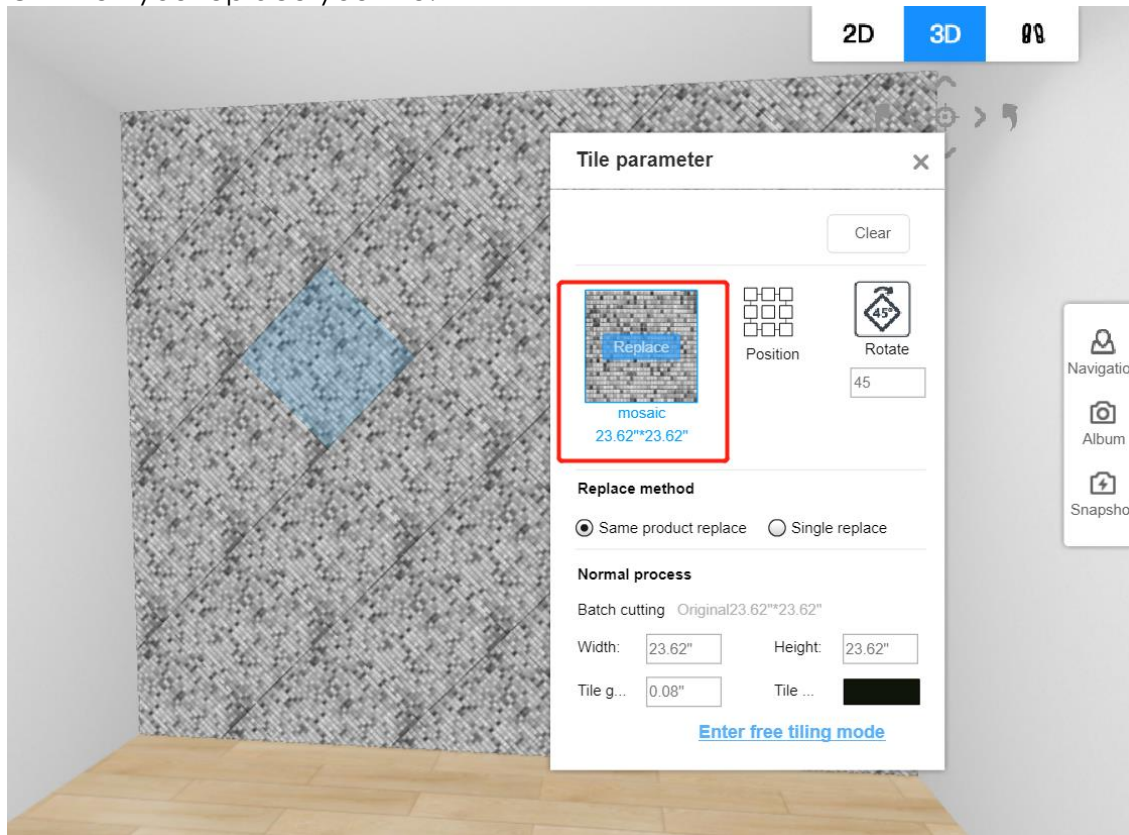 2D 3D
Tile parameter ×
Clear
45°
Replace
Position Rotate
45
mosaic
23.62"*23.62"
Navigatio
Album
Snapsho
Replace method
Same product replace Single replace
Normal process
Batch cutting Original23.62"*23.62"
Width: 23.62" Height: 23.62"
Tile g... 0.08" Tile ...
Enter free tiling mode